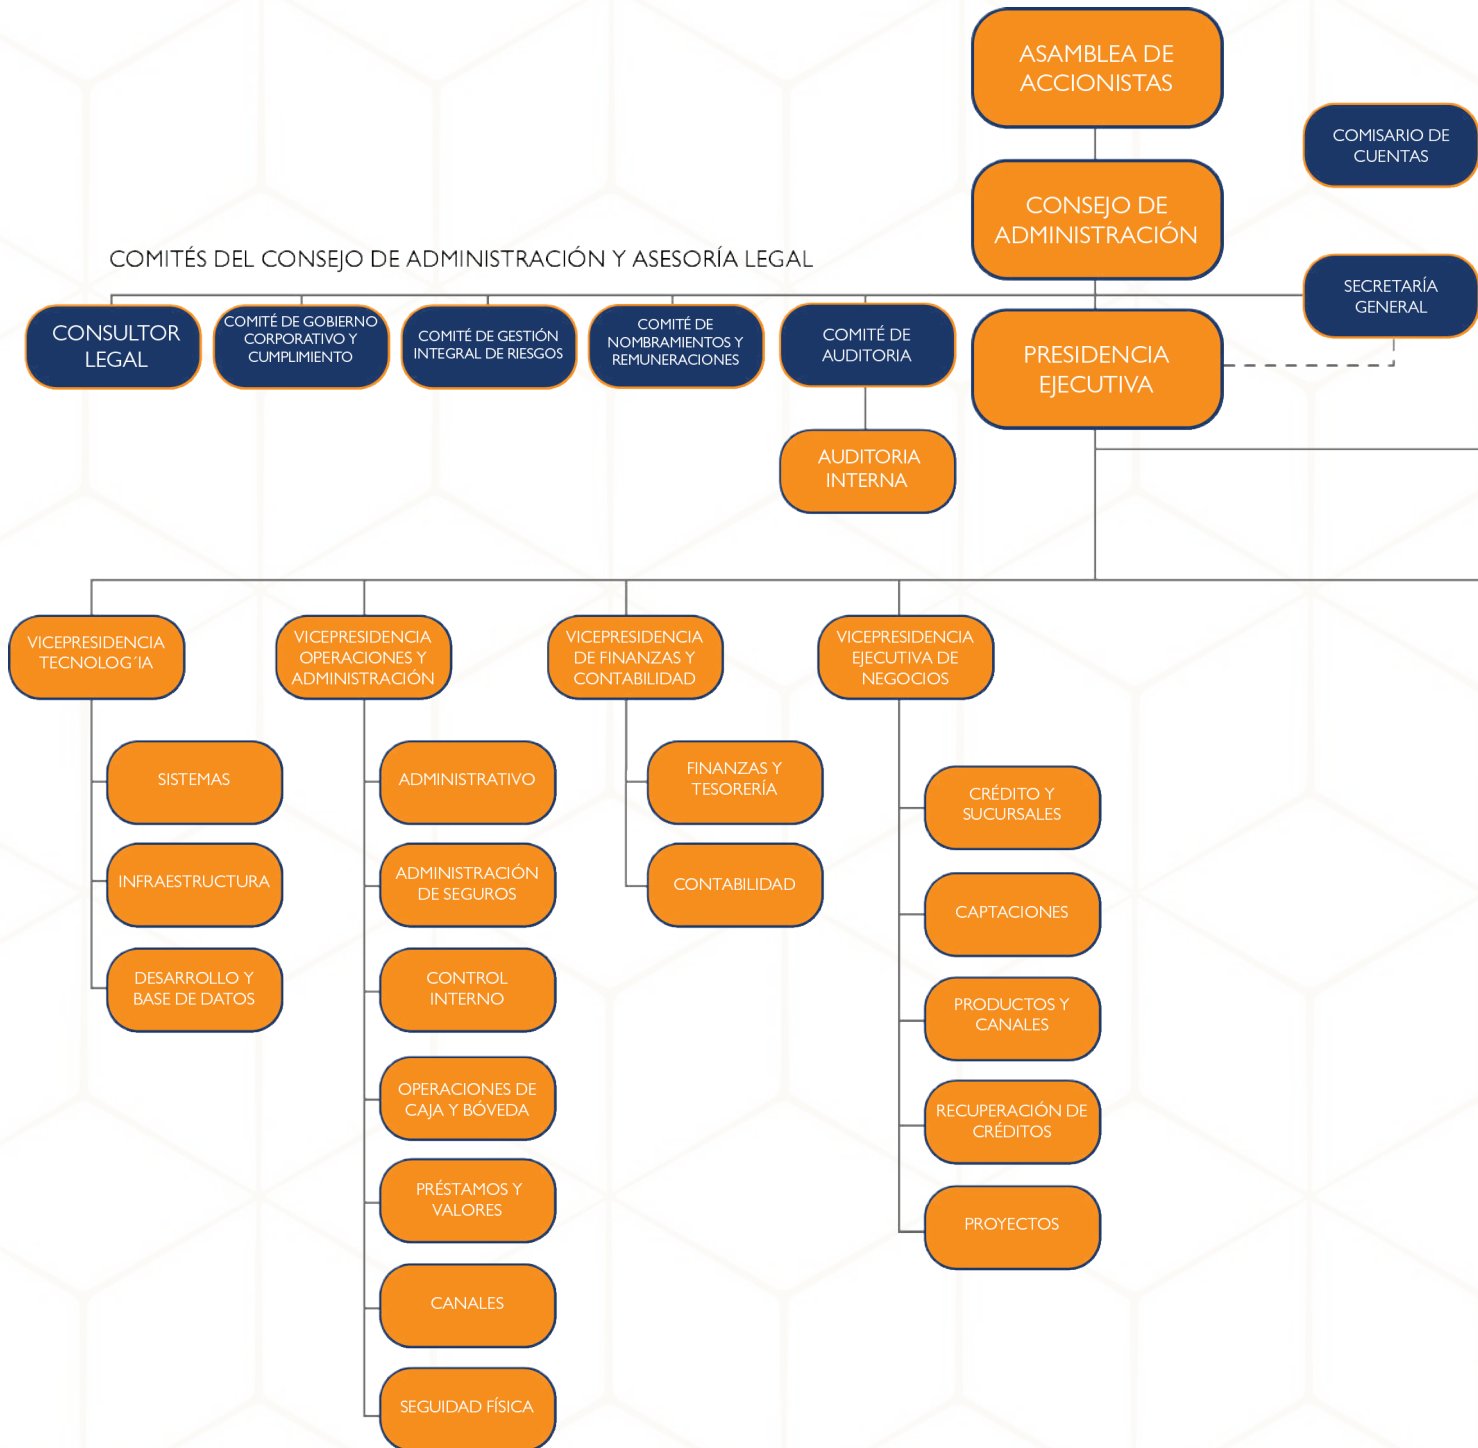 ASAMBLEA DE
ACCIONISTAS
COMISARIO DE
CUENTAS
CONSEJO DE
ADMINISTRACIÓN
COMITÉS DEL CONSEJO DE ADMINISTRACIÓN Y ASESORÍA LEGAL
SECRETARÍA
GENERAL
CONSULTOR
LEGAL
COMITÉ DE GOBIERNO
CORPORATIVO Y
CUMPLIMIENTO
COMITÉ DE GESTIÓN
INTEGRAL DE RIESGOS
COMITÉ DE
NOMBRAMIENTOS Y
REMUNERACIONES
COMITÉ DE
AUDITORIA
PRESIDENCIA
EJECUTIVA
AUDITORIA
INTERNA
VICEPRESIDENCIA
TECNOLOG´IA
VICEPRESIDENCIA
OPERACIONES Y
ADMINISTRACIÓN
VICEPRESIDENCIA
DE FINANZAS Y
CONTABILIDAD
VICEPRESIDENCIA
EJECUTIVA DE
NEGOCIOS
SISTEMAS
INFRAESTRUCTURA
DESARROLLO Y
BASE DE DATOS
ADMINISTRATIVO
ADMINISTRACIÓN
DE SEGUROS
CONTROL
INTERNO
OPERACIONES DE
CAJA Y BÓVEDA
PRÉSTAMOS Y
VALORES
CANALES
SEGUIDAD FÍSICA
FINANZAS Y
TESORERÍA
CONTABILIDAD
CRÉDITO Y
SUCURSALES
CAPTACIONES
PRODUCTOS Y
CANALES
RECUPERACIÓN DE
CRÉDITOS
PROYECTOS